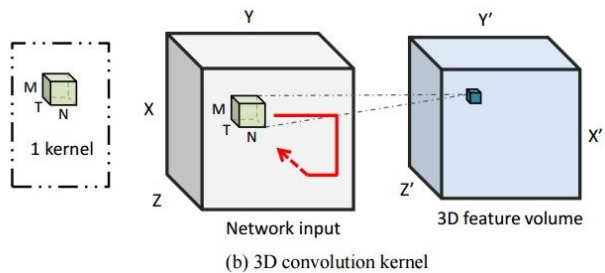 M
T
N
1 kernel
Y
X
Z
M
T
N
Network input
Y'
X'
Z'
3D feature volume
(b) 3D convolution kernel